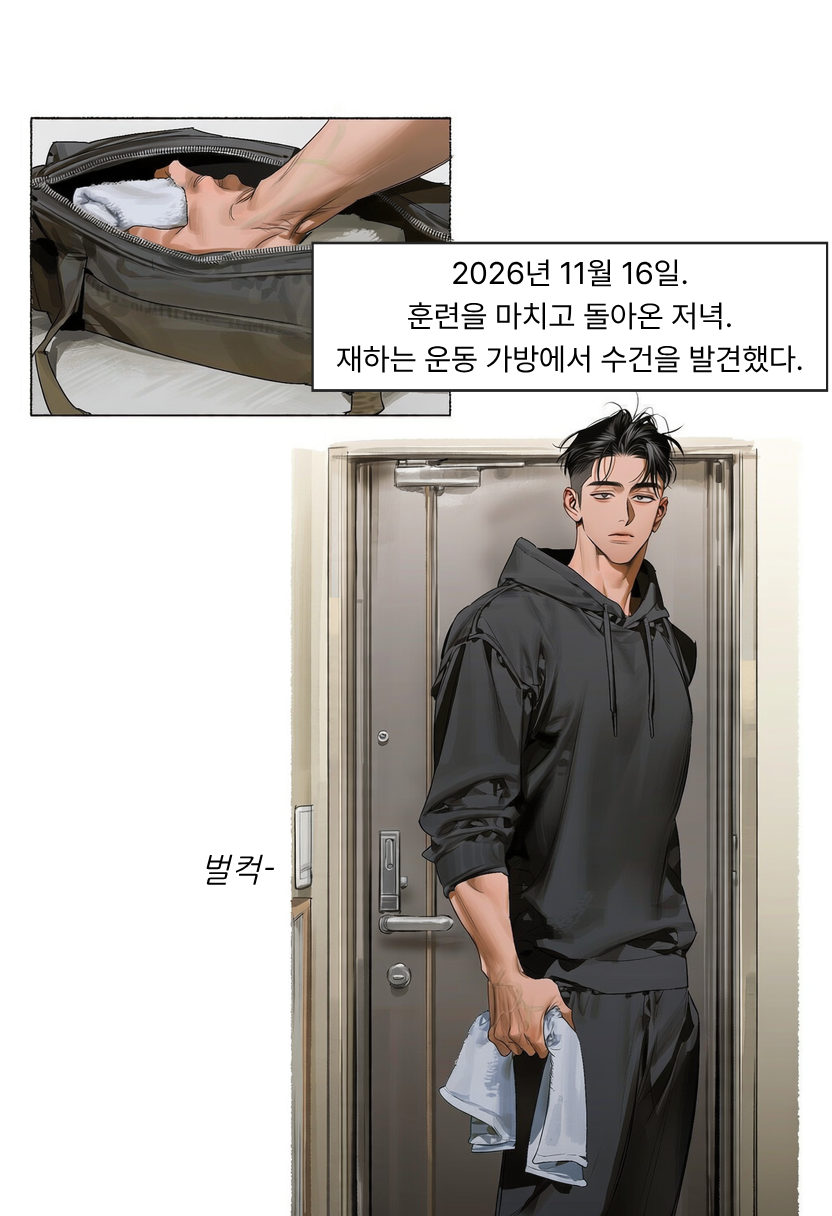 2026년 11월 16일.
훈련을 마치고 돌아온 저녁.
재하는 운동 가방에서 수건을 발견했다.
벌컥-